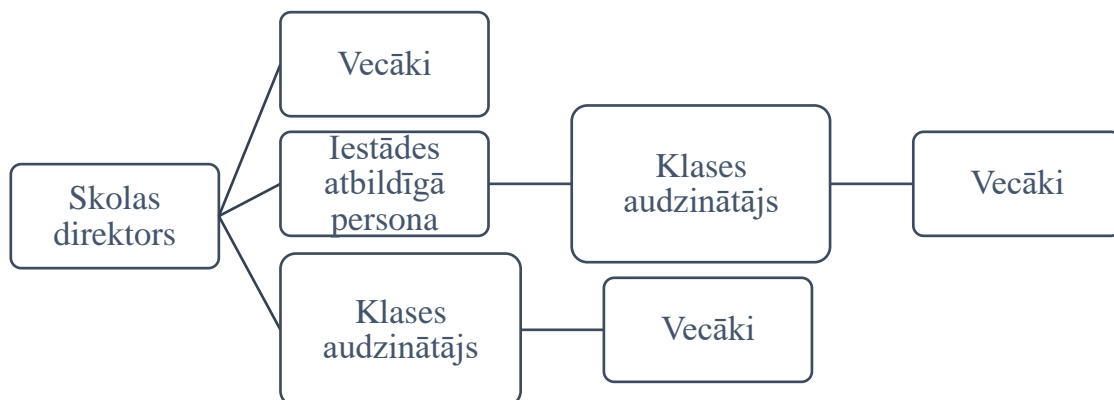 Vecāki
Iestādes
atbildīgā
persona
Klases
audzinātājs
Vecāki
Skolas
direktors
Klases
audzinātājs
Vecāki